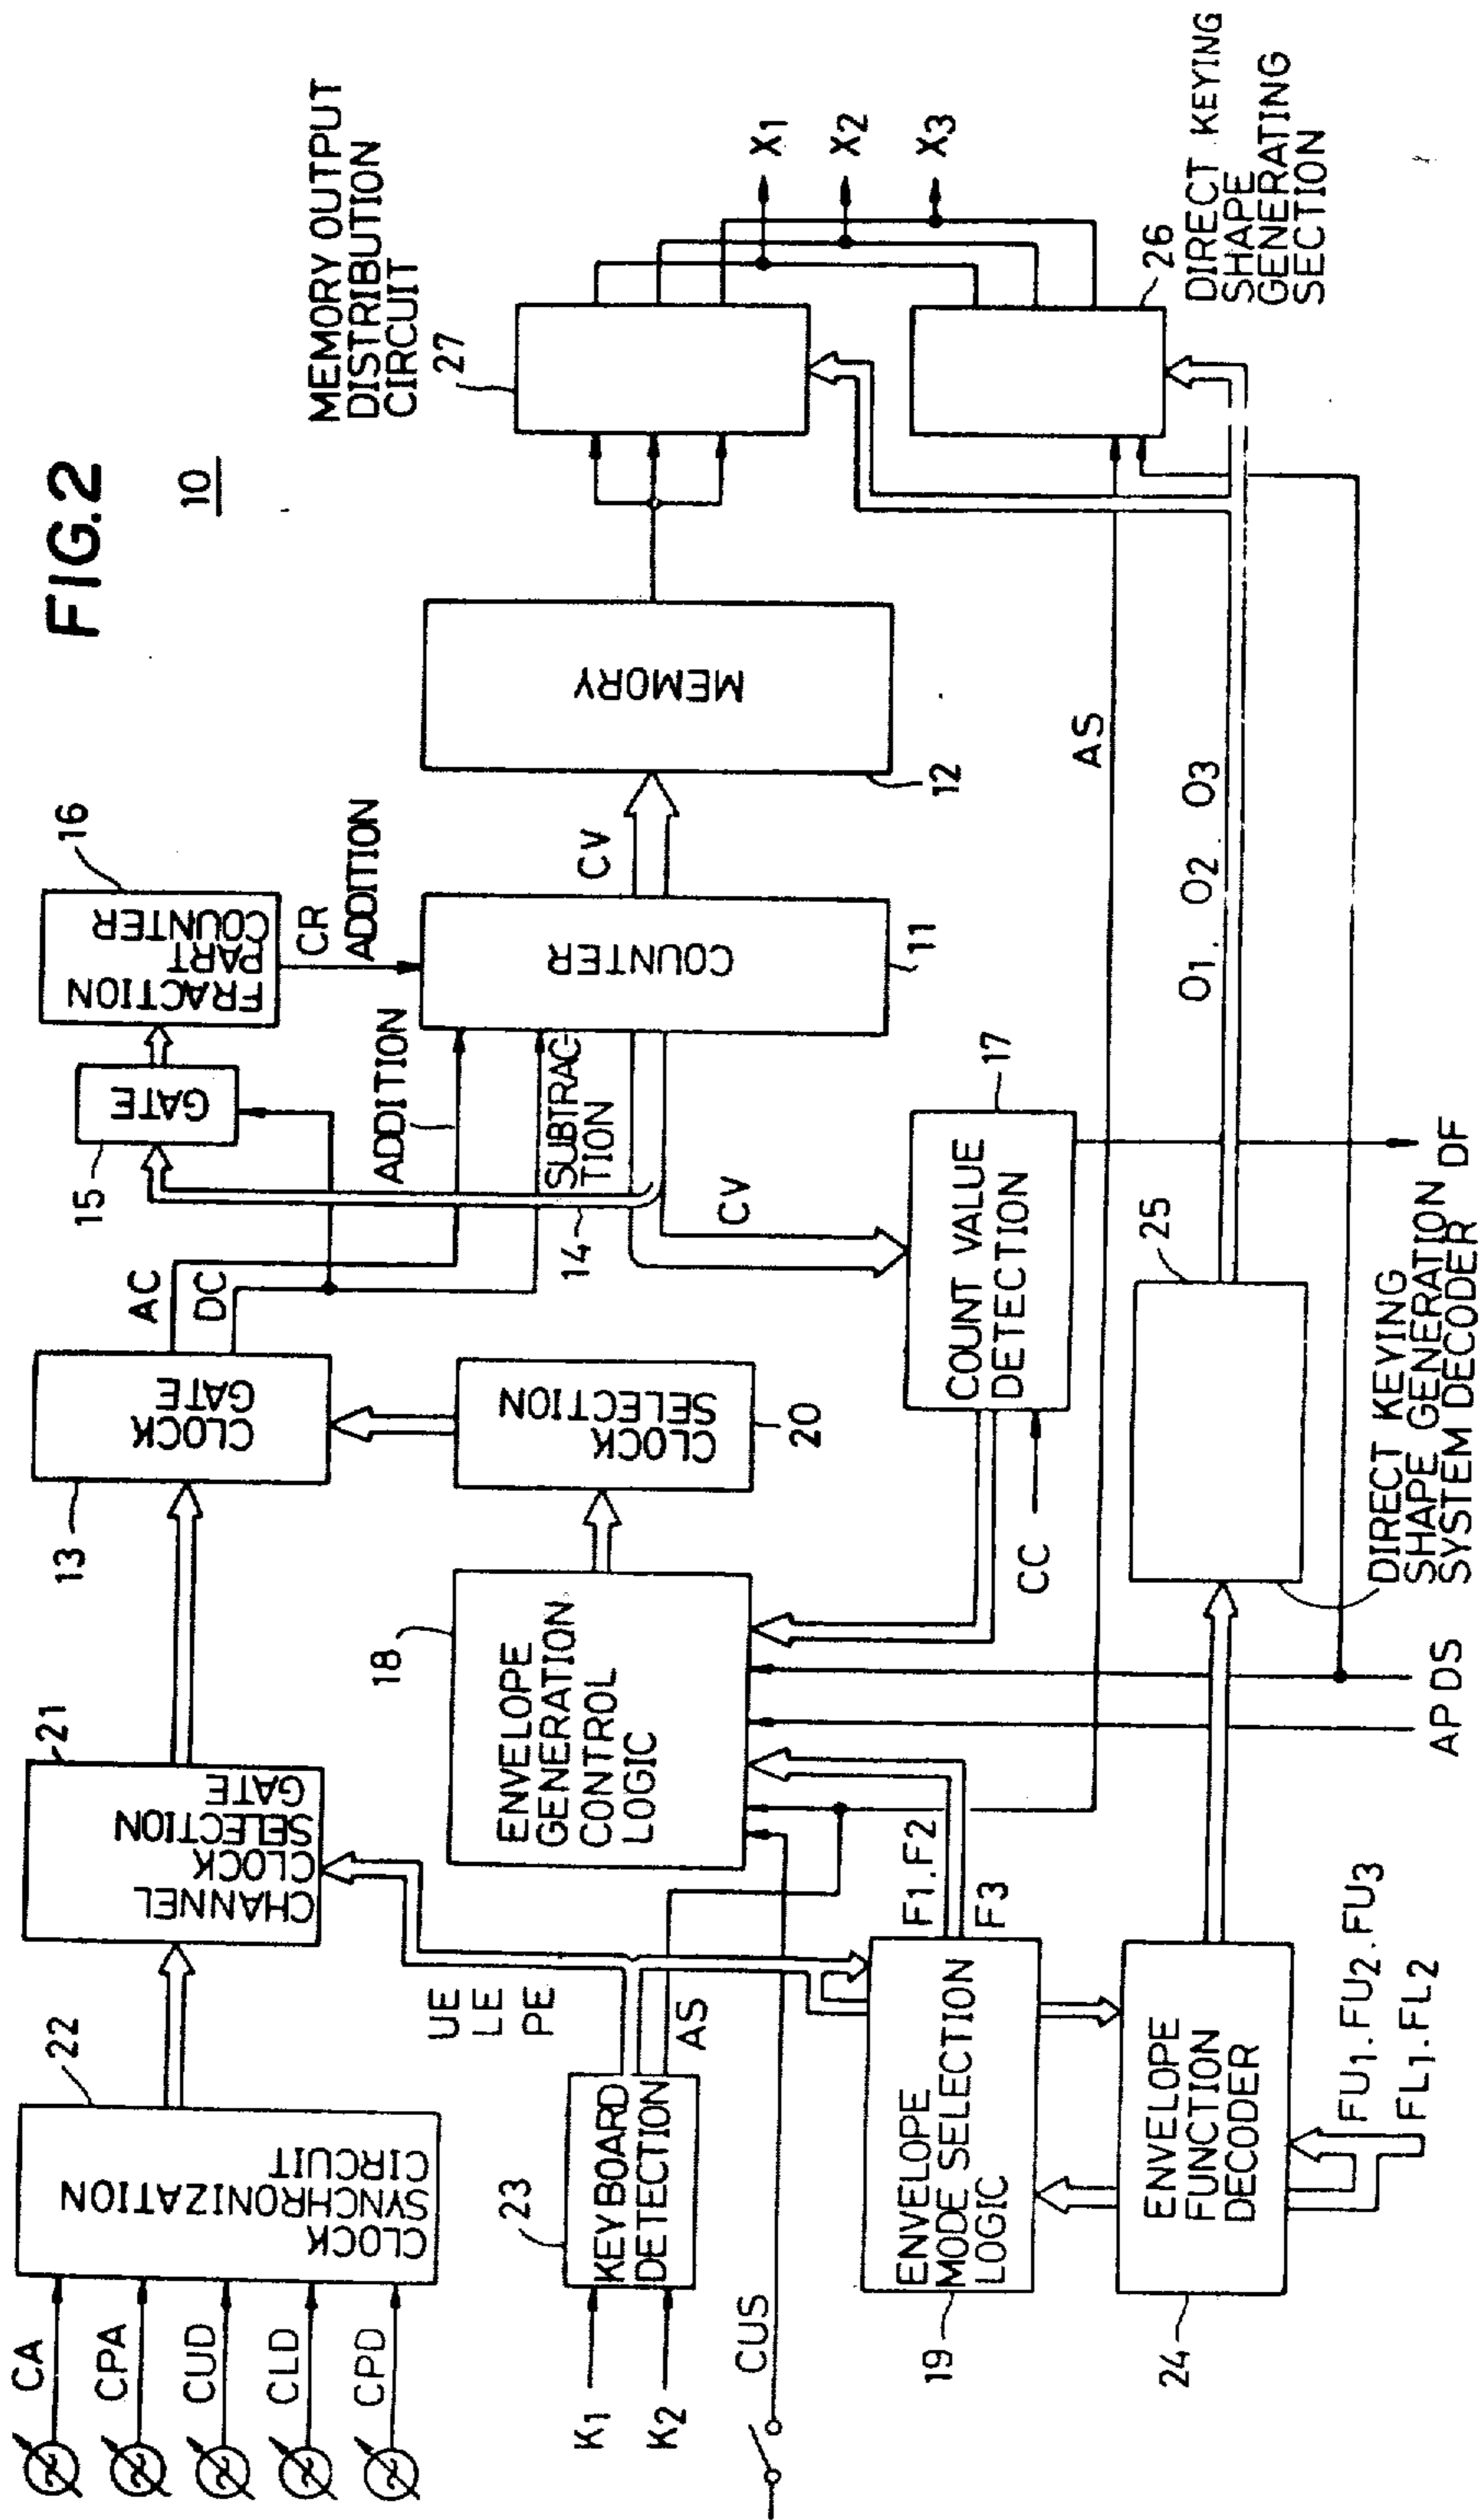 FIG.2
10
CA
CPA
CUD
CLD
CPD
22
CLOCK
SYNCHRONIZATION
CIRCUIT
21
CHANNEL
CLOCK
SELECTION
GATE
13
CLOCK
GATE
AC
DC
15
GATE
16
FRACTION
PART
COUNTER
CR
ADDITION
ADDITION
SUBTRAC-
TION
14
COUNTER
11
CV
CV
MEMORY
12
MEMORY OUTPUT
DISTRIBUTION
CIRCUIT
27
X1
X2
X3
K1
K2
23
KEYBOARD
DETECTION
UE
LE
PE
AS
CUS
18
ENVELOPE
GENERATION
CONTROL
LOGIC
CLOCK
SELECTION
20
COUNT VALUE
DETECTION
17
CC
19
ENVELOPE
MODE SELECTION
LOGIC
F1.F2
F3
AS
24
ENVELOPE
FUNCTION
DECODER
FU1.FU2.FU3
FL1.FL2
AP DS
25
DIRECT KEYING
SHAPE GENERATION
SYSTEM DECODER
DF
O1. O2. O3
26
DIRECT KEYING
SHAPE
GENERATING
SECTION